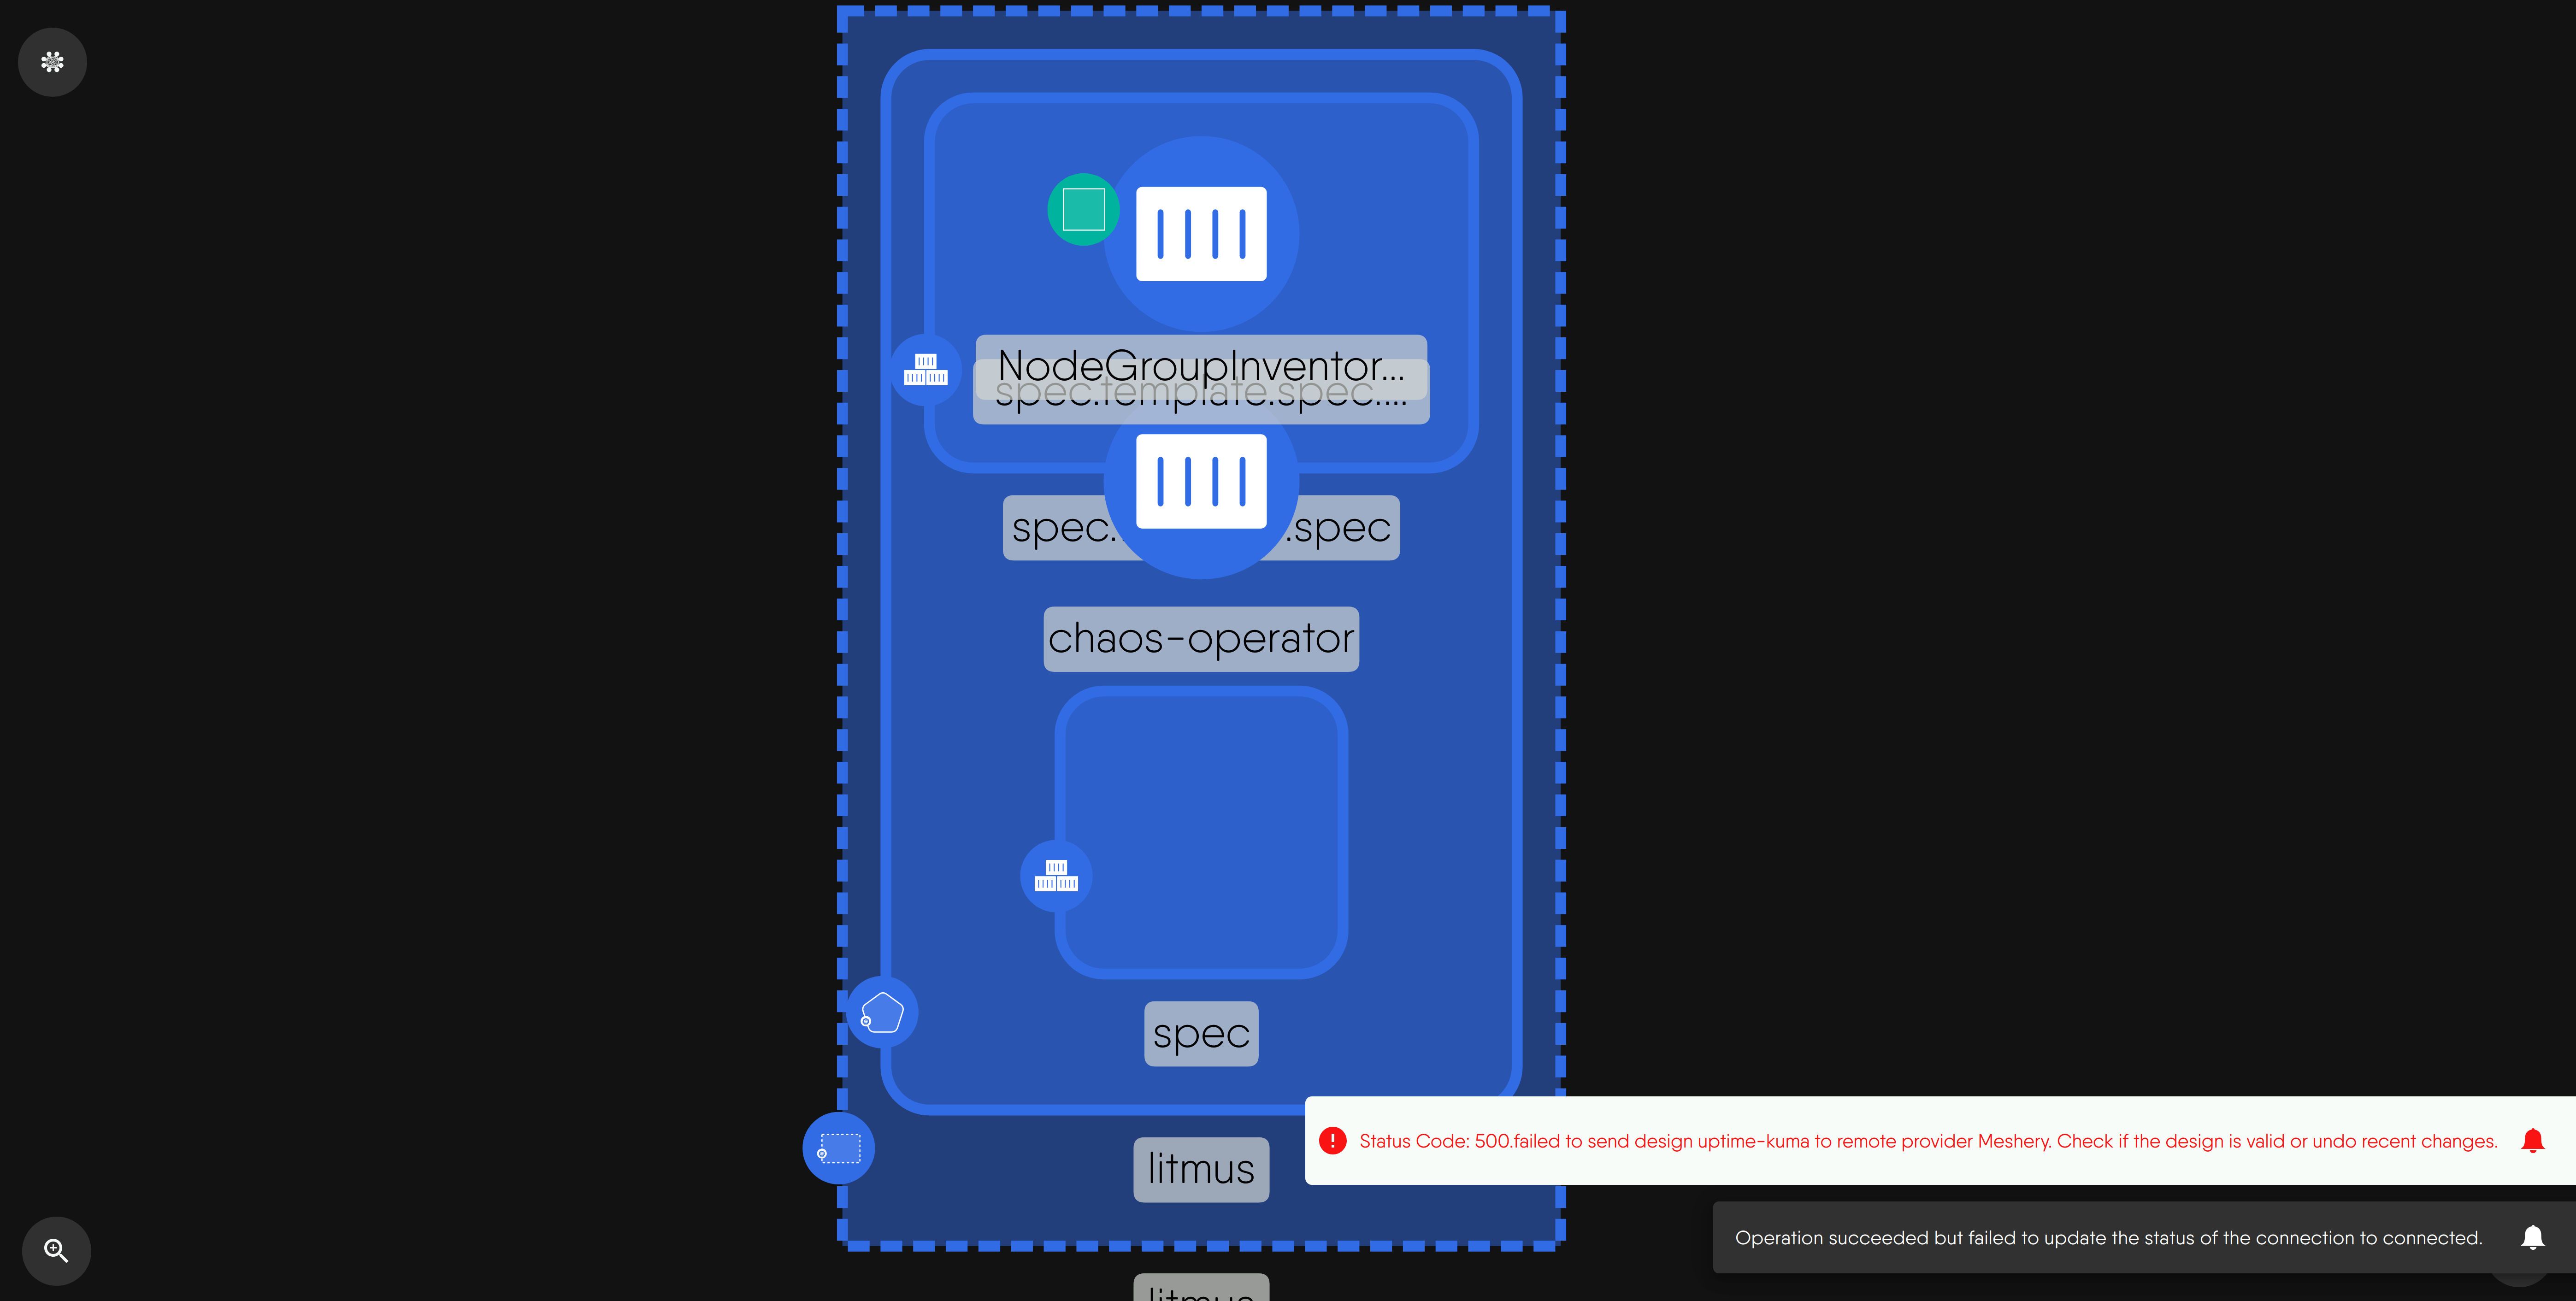 NodeGroupInventor...
spec.template.spec....
spec. .spec
chaos-operator
spec
Status Code: 500.failed to send design uptime-kuma to remote provider Meshery. Check if the design is valid or undo recent changes.
litmus
Operation succeeded but failed to update the status of the connection to connected.
litmus